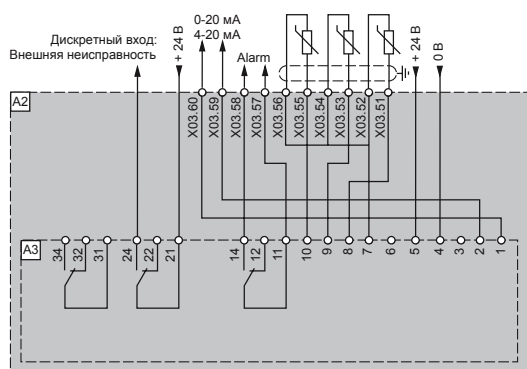 Дискретный вход:
Внешняя неисправность
+ 24 В
0-20 мА
4-20 мА
Alarm
+ 24 В
0 В
A2
X03.60
X03.59
X03.58
X03.57
X03.56
X03.55
X03.54
X03.53
X03.52
X03.51
A3
34
32
31
24
22
21
14
12
11
10
9
8
7
6
5
4
3
2
1